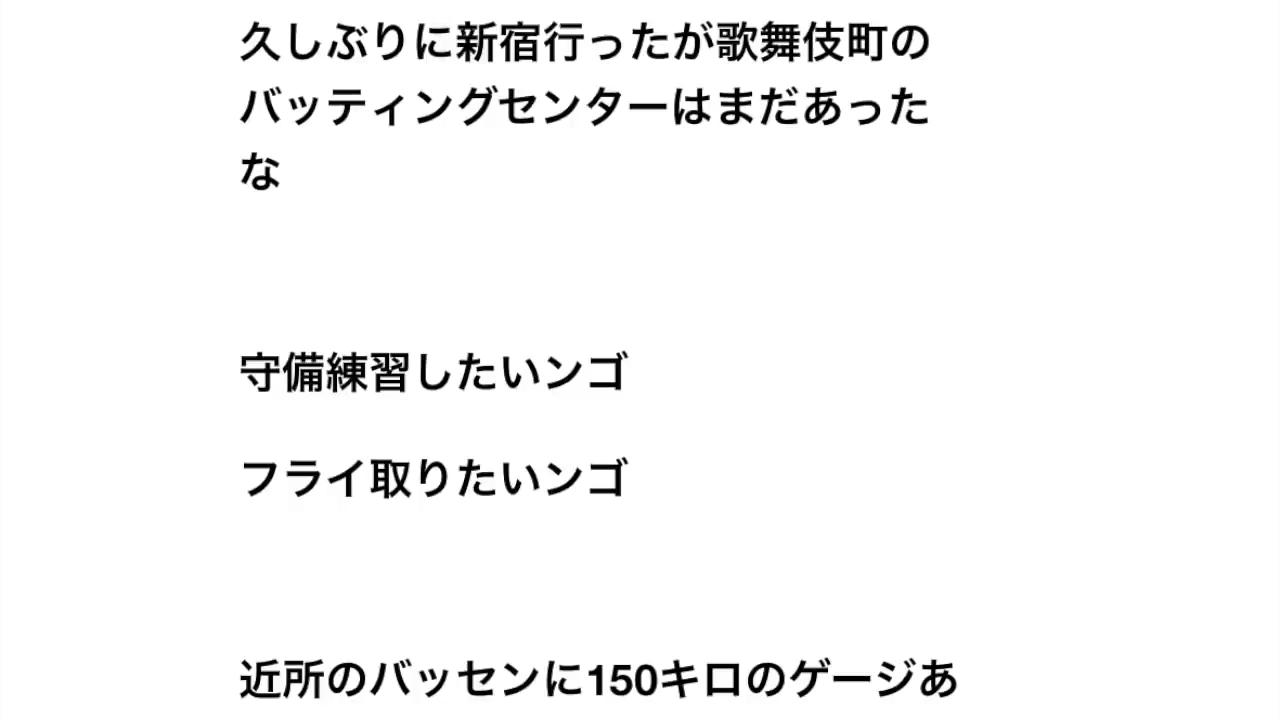 久しぶりに新宿行ったが歌舞伎町の
バッティングセンターはまだあった
な
守備練習したいンゴ
フライ取りたいンゴ
近所のバッセンに150キロのゲージあ